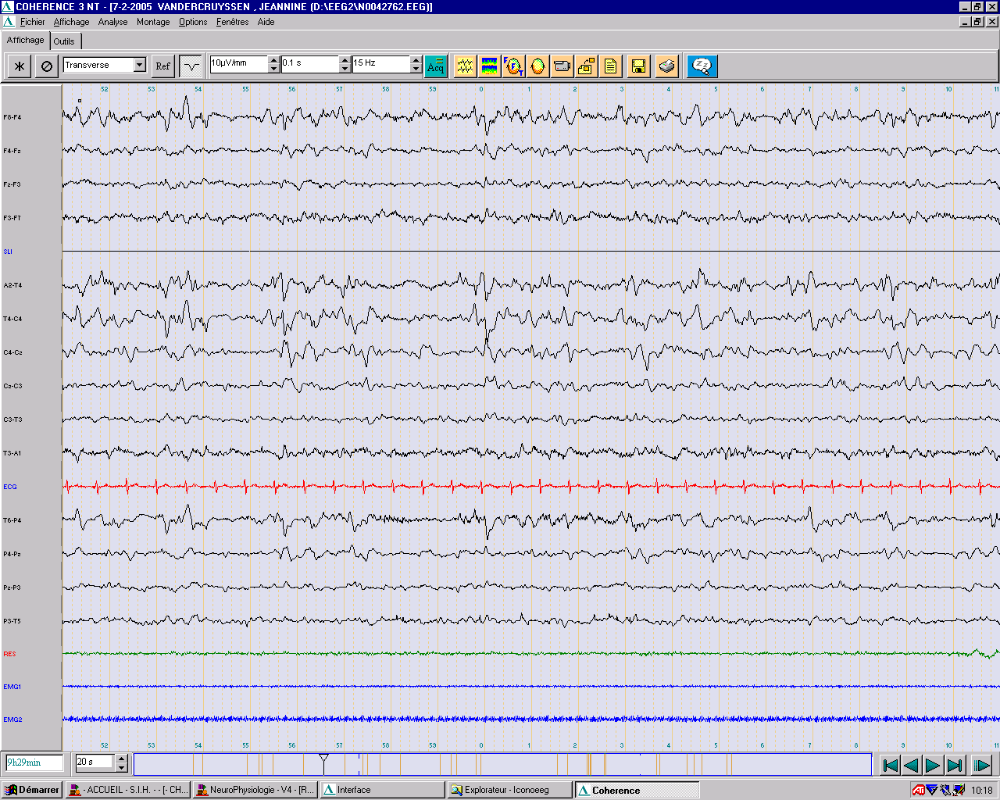 COHERENCE 3 NT - [7-2-2005 VANDERCRUYSSEN , JEANNINE (D:\EEG2\N0042762.EEG)]
Fichier Affichage Analyse Montage Options Fenêtres Aide
Affichage Outils
Transverse Ref 10µV/mm 0.1 s 15 Hz Acq
52 53 54 55 56 57 58 59 0 1 2 3 4 5 6 7 8 9 10 11
F8-F4
F4-Fz
Fz-F3
F3-F7
SLI
A2-T4
T4-C4
C4-Cz
Cz-C3
C3-T3
T3-A1
ECG
T6-P4
P4-Pz
Pz-P3
P3-T5
RES
EMG1
EMG2
52 53 54 55 56 57 58 59 0 1 2 3 4 5 6 7 8 9 10 11
9h29min 20 s
Démarrer - ACCUEIL - S.I.H. - - [- CH... NeuroPhysiologie - V4 - [R... Interface Explorateur - Iconoeeg Coherence 10:18